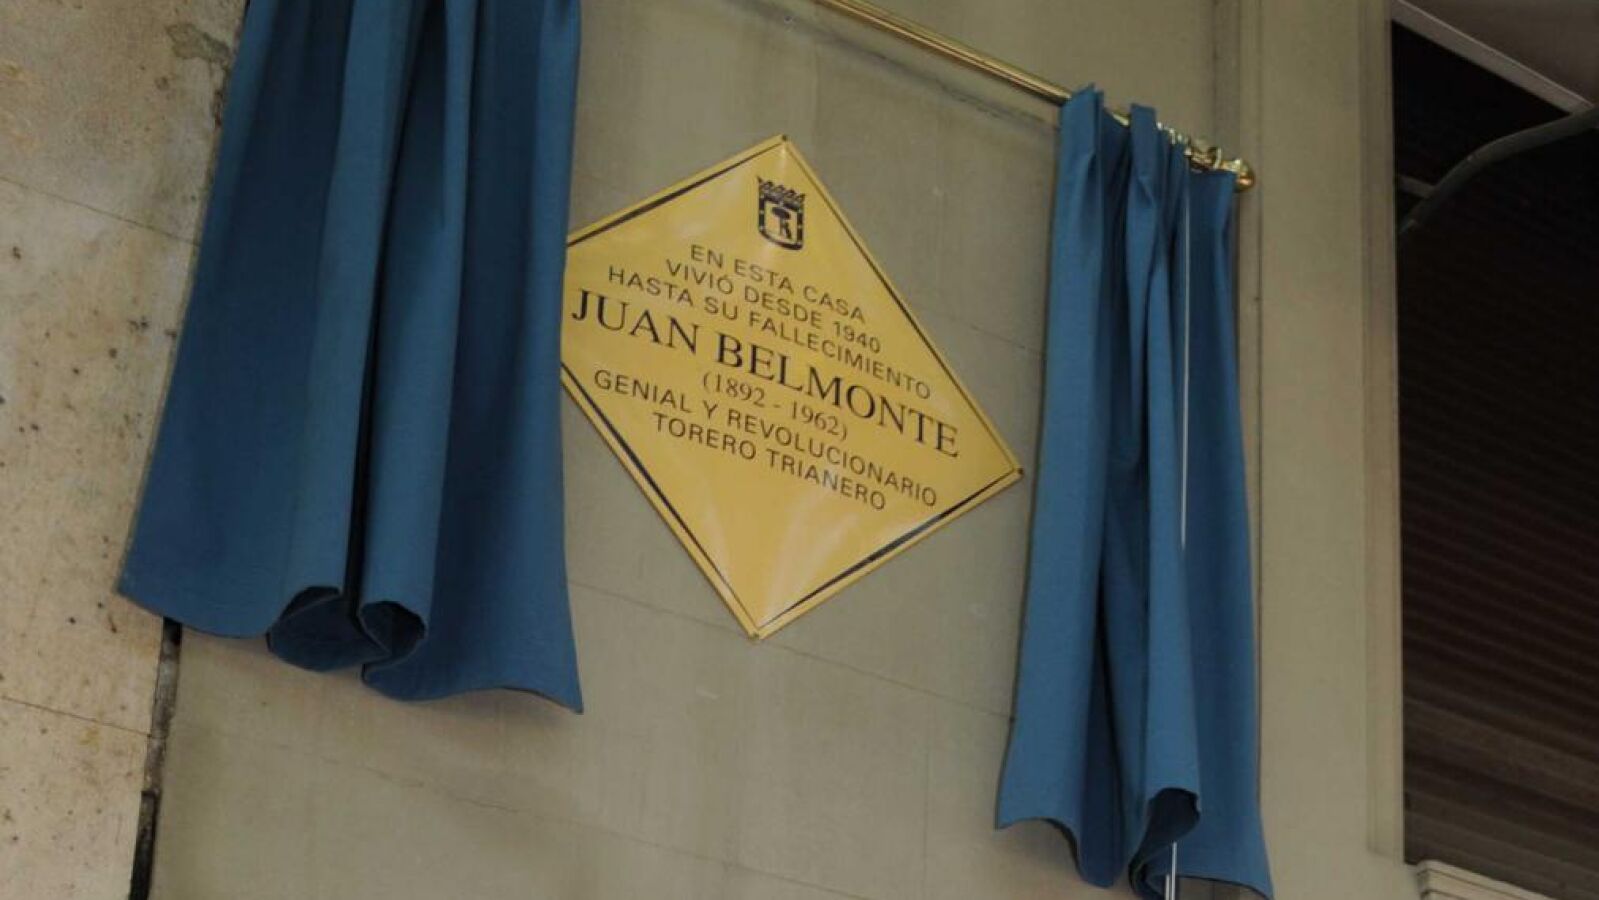 EN ESTA CASA
VIVIÓ DESDE 1940
HASTA SU FALLECIMIENTO
JUAN BELMONTE
(1892 - 1962)
GENIAL Y REVOLUCIONARIO
TORERO TRIANERO